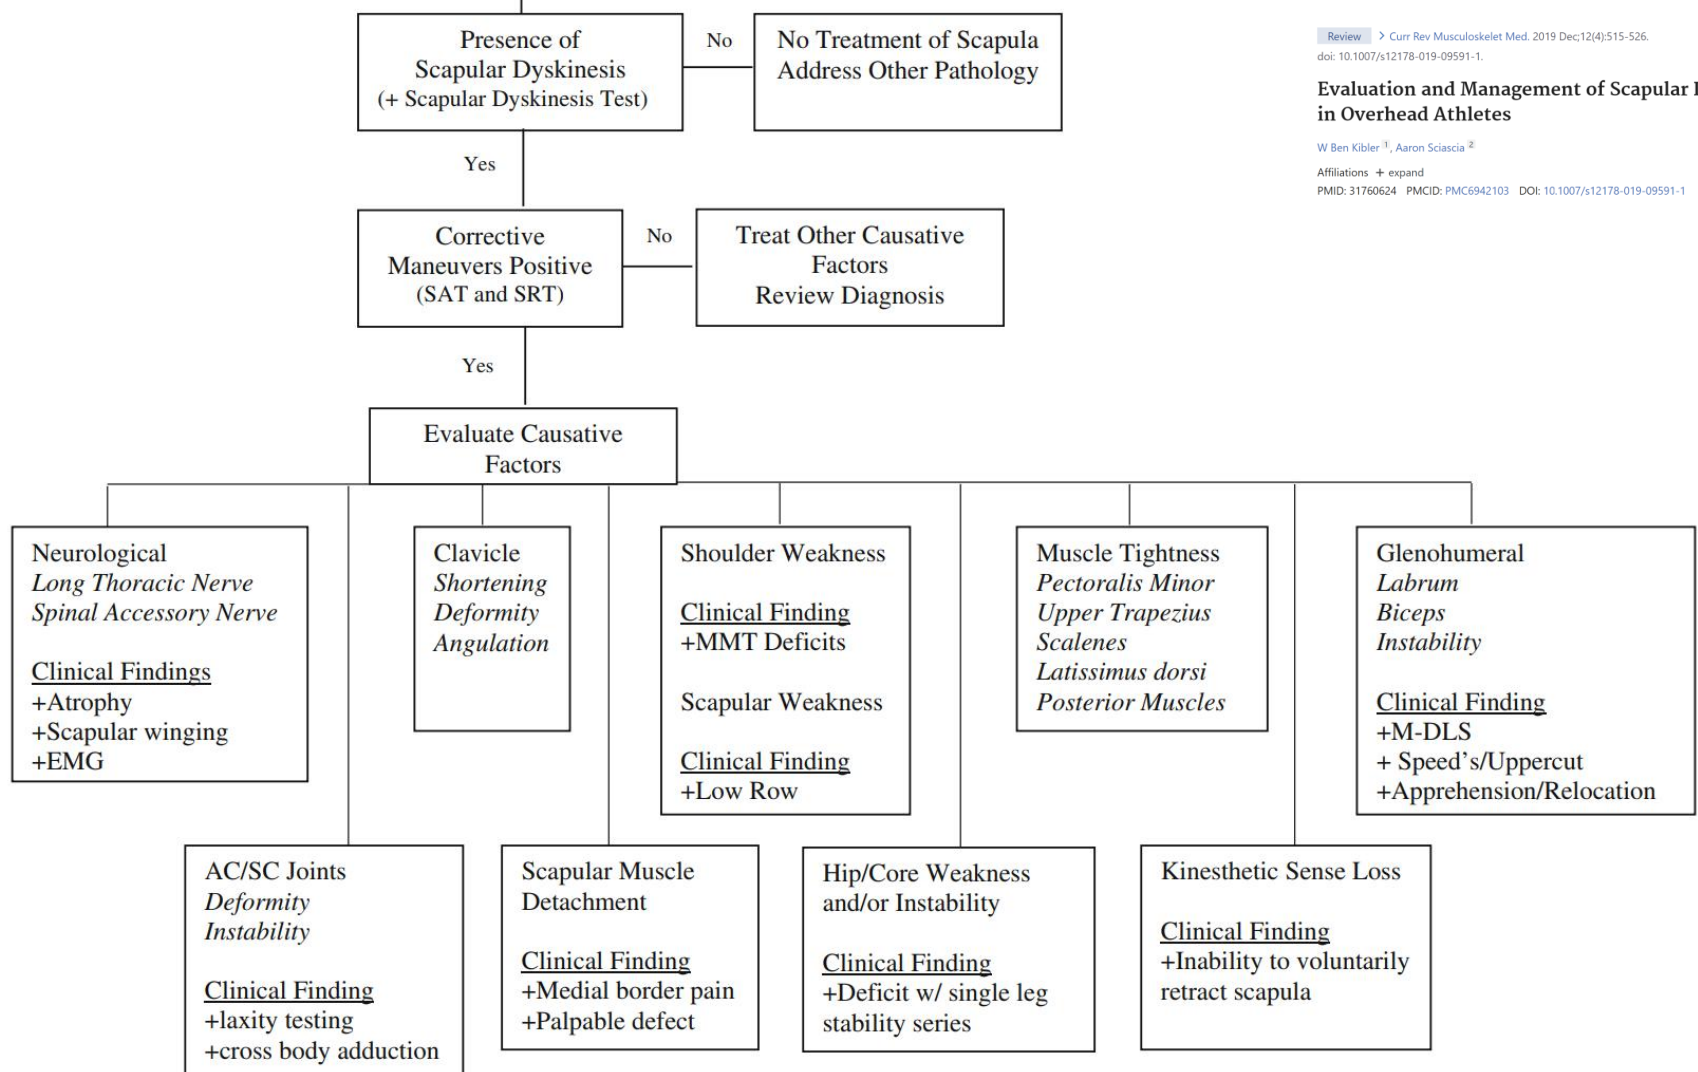 Presence of
Scapular Dyskinesis
(+ Scapular Dyskinesis Test)
No
No Treatment of Scapula
Address Other Pathology
Review > Curr Rev Musculoskelet Med. 2019 Dec;12(4):515-526.
doi: 10.1007/s12178-019-09591-1.
Evaluation and Management of Scapular
in Overhead Athletes
W Ben Kibler 1, Aaron Sciascia 2
Affiliations + expand
PMID: 31760624 PMCID: PMC6942103 DOI: 10.1007/s12178-019-09591-1
Yes
Corrective
Maneuvers Positive
(SAT and SRT)
No
Treat Other Causative
Factors
Review Diagnosis
Yes
Evaluate Causative
Factors
Neurological
Long Thoracic Nerve
Spinal Accessory Nerve
Clinical Findings
+Atrophy
+Scapular winging
+EMG
Clavicle
Shortening
Deformity
Angulation
Shoulder Weakness
Clinical Finding
+MMT Deficits
Scapular Weakness
Clinical Finding
+Low Row
Muscle Tightness
Pectoralis Minor
Upper Trapezius
Scalenes
Latissimus dorsi
Posterior Muscles
Glenohumeral
Labrum
Biceps
Instability
Clinical Finding
+M-DLS
+ Speed's/Uppercut
+Apprehension/Relocation
AC/SC Joints
Deformity
Instability
Clinical Finding
+laxity testing
+cross body adduction
Scapular Muscle
Detachment
Clinical Finding
+Medial border pain
+Palpable defect
Hip/Core Weakness
and/or Instability
Clinical Finding
+Deficit w/ single leg
stability series
Kinesthetic Sense Loss
Clinical Finding
+Inability to voluntarily
retract scapula